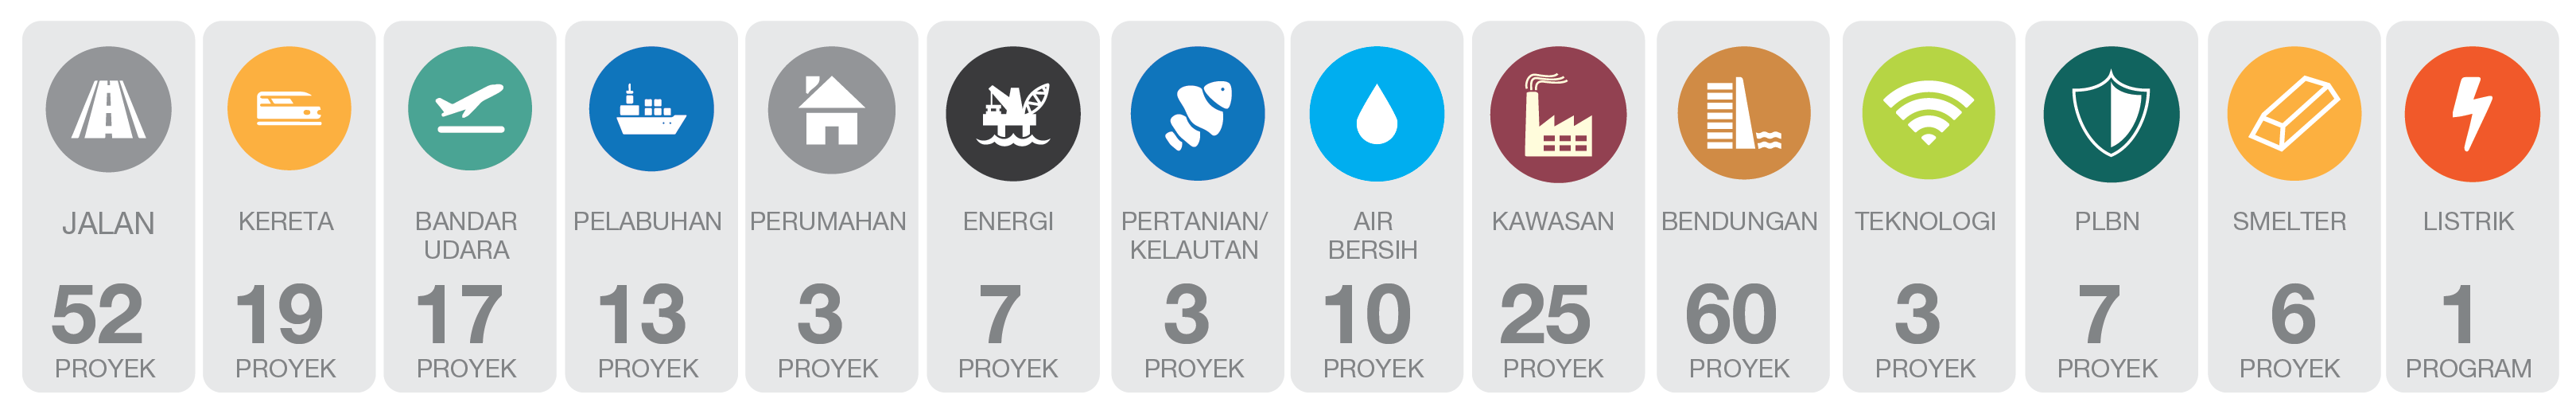 JALAN
52
PROYEK
KERETA
19
PROYEK
BANDAR
UDARA
17
PROYEK
PELABUHAN
13
PROYEK
PERUMAHAN
3
PROYEK
ENERGI
7
PROYEK
PERTANIAN/
KELAUTAN
3
PROYEK
AIR
BERSIH
10
PROYEK
KAWASAN
25
PROYEK
BENDUNGAN
60
PROYEK
TEKNOLOGI
3
PROYEK
PLBN
7
PROYEK
SMELTER
6
PROYEK
LISTRIK
1
PROGRAM